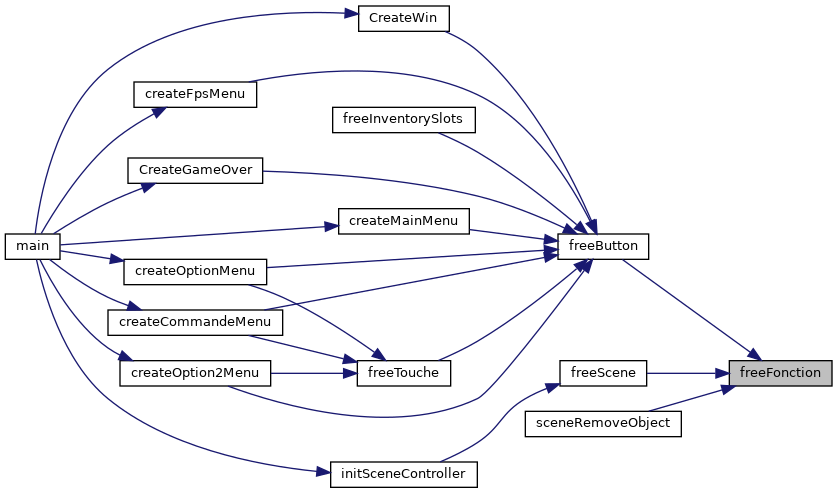 CreateWin
createFpsMenu
freeInventorySlots
CreateGameOver
createMainMenu
main
freeButton
createOptionMenu
createCommandeMenu
createOption2Menu
freeTouche
freeScene
freeFonction
sceneRemoveObject
initSceneController